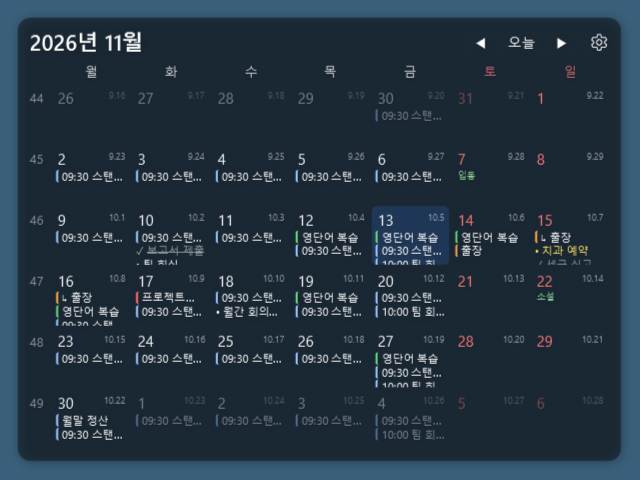 2026년 11월
◀ 오늘 ▶
월 화 수 목 금 토 일
44 26 9.16 27 9.17 28 9.18 29 9.19 30 9.20 31 9.21 1 9.22
09:30 스탠...
45 2 9.23 3 9.24 4 9.25 5 9.26 6 9.27 7 9.28 8 9.29
09:30 스탠... 09:30 스탠... 09:30 스탠... 09:30 스탠... 09:30 스탠... 입동
46 9 10.1 10 10.2 11 10.3 12 10.4 13 10.5 14 10.6 15 10.7
09:30 스탠... 09:30 스탠... 09:30 스탠... 영단어 복습 영단어 복습 영단어 복습 ↳ 출장
✓ 보고서 제출 09:30 스탠... 09:30 스탠... 출장 • 치과 예약
• 팀 회식 10:00 팀 회...
47 16 10.8 17 10.9 18 10.10 19 10.11 20 10.12 21 10.13 22 10.14
↳ 출장 프로젝트... 09:30 스탠... 영단어 복습 09:30 스탠... 소설
영단어 복습 09:30 스탠... • 월간 회의... 09:30 스탠... 10:00 팀 회...
09:30 스탠...
48 23 10.15 24 10.16 25 10.17 26 10.18 27 10.19 28 10.20 29 10.21
09:30 스탠... 09:30 스탠... 09:30 스탠... 09:30 스탠... 영단어 복습
09:30 스탠...
10:00 팀 회...
49 30 10.22 1 10.23 2 10.24 3 10.25 4 10.26 5 10.27 6 10.28
월말 정산 09:30 스탠... 09:30 스탠... 09:30 스탠... 09:30 스탠...
09:30 스탠... 10:00 팀 회...